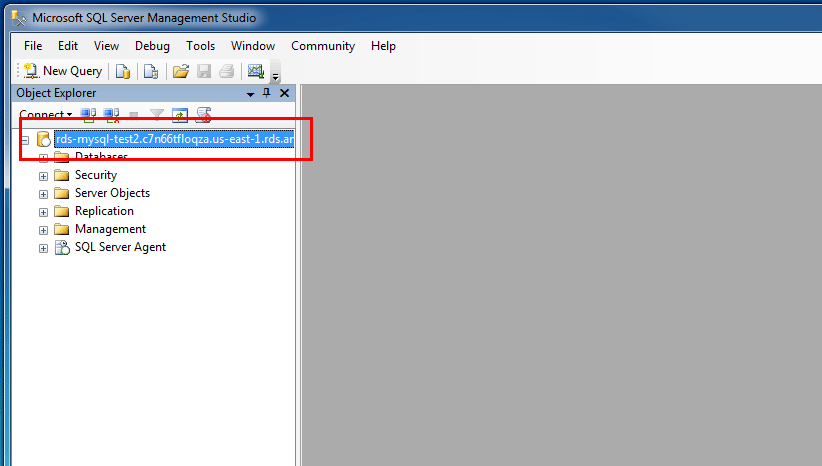 Microsoft SQL Server Management Studio
File Edit View Debug Tools Window Community Help
New Query
Object Explorer
Connect
rds-mysql-test2.c7n66tfloqza.us-east-1.rds.ar
Databases
Security
Server Objects
Replication
Management
SQL Server Agent